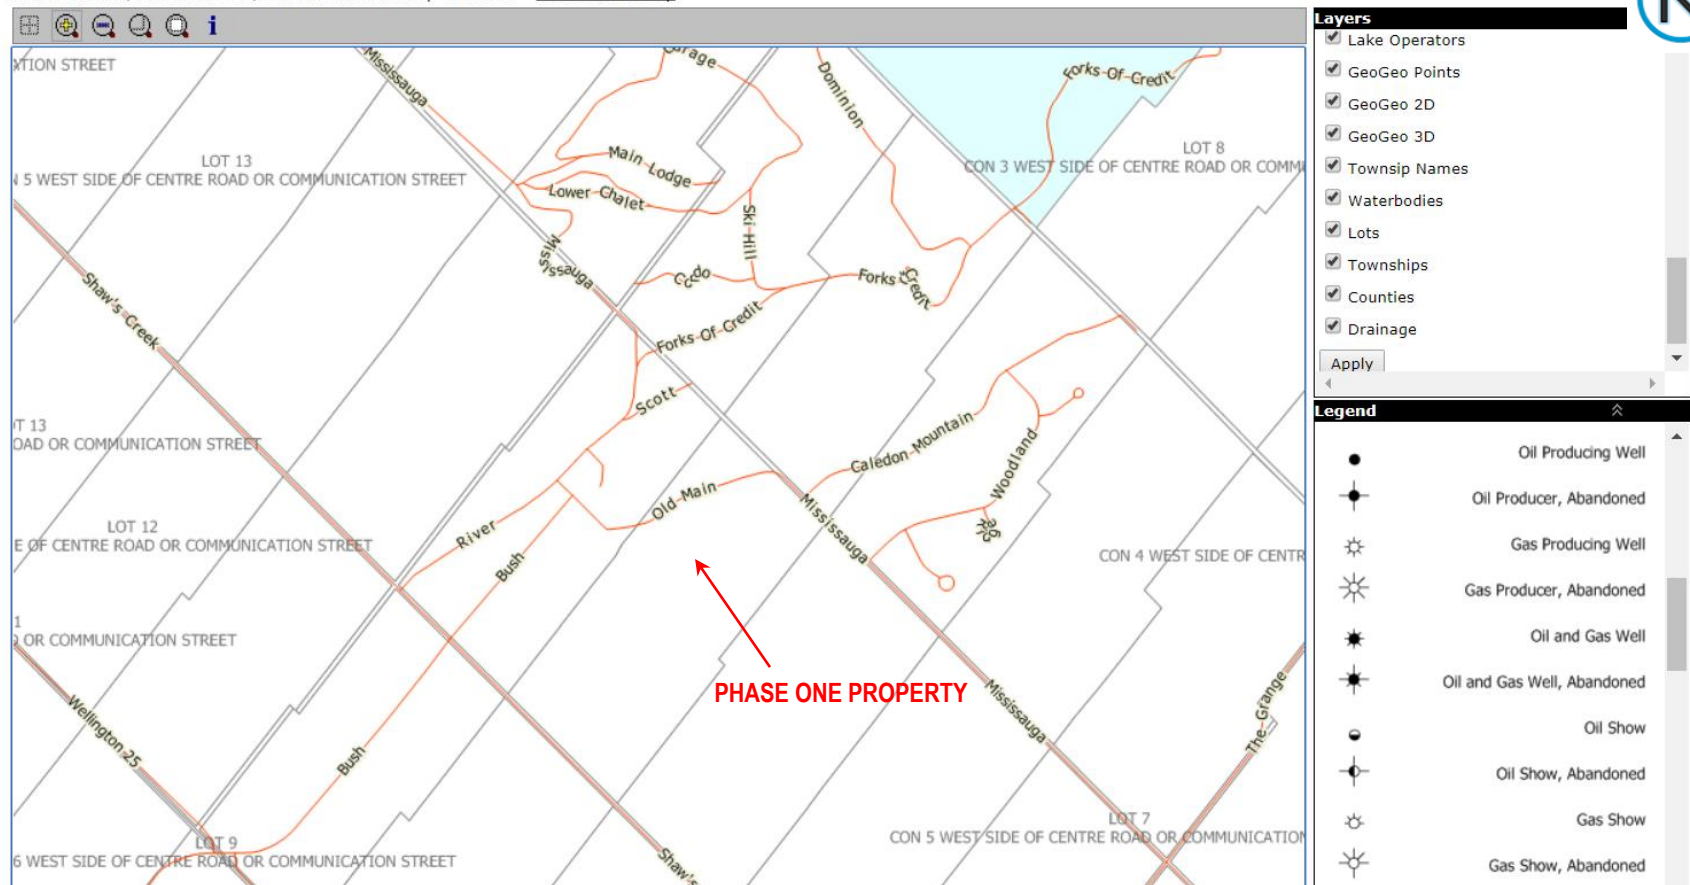 Layers
Lake Operators
GeoGeo Points
GeoGeo 2D
GeoGeo 3D
Townsip Names
Waterbodies
Lots
Townships
Counties
Drainage
Apply
Legend
Oil Producing Well
Oil Producer, Abandoned
Gas Producing Well
Gas Producer, Abandoned
Oil and Gas Well
Oil and Gas Well, Abandoned
Oil Show
Oil Show, Abandoned
Gas Show
Gas Show, Abandoned
ATION STREET
Mississauga
Dominion
Forks-Of-Credit
LOT 13
N 5 WEST SIDE OF CENTRE ROAD OR COMMUNICATION STREET
Main Lodge
Lower-Chalet
LOT 8
CON 3 WEST SIDE OF CENTRE ROAD OR COMMU
Ski-Hill
Mississauga
Shaw's Creek
Forks
Credit
Forks-Of-Credit
Scott
T 13
OAD OR COMMUNICATION STREET
Caledon-Mountain
Woodland
Old-Main
Mississauga
River
Bush
LOT 12
E OF CENTRE ROAD OR COMMUNICATION STREET
CON 4 WEST SIDE OF CENTR
1
OR COMMUNICATION STREET
PHASE ONE PROPERTY
Mississauga
The-Grange
Wellington 25
Bush
LOT 7
CON 5 WEST SIDE OF CENTRE ROAD OR COMMUNICATION
LOT 9
6 WEST SIDE OF CENTRE ROAD OR COMMUNICATION STREET
Shaw's